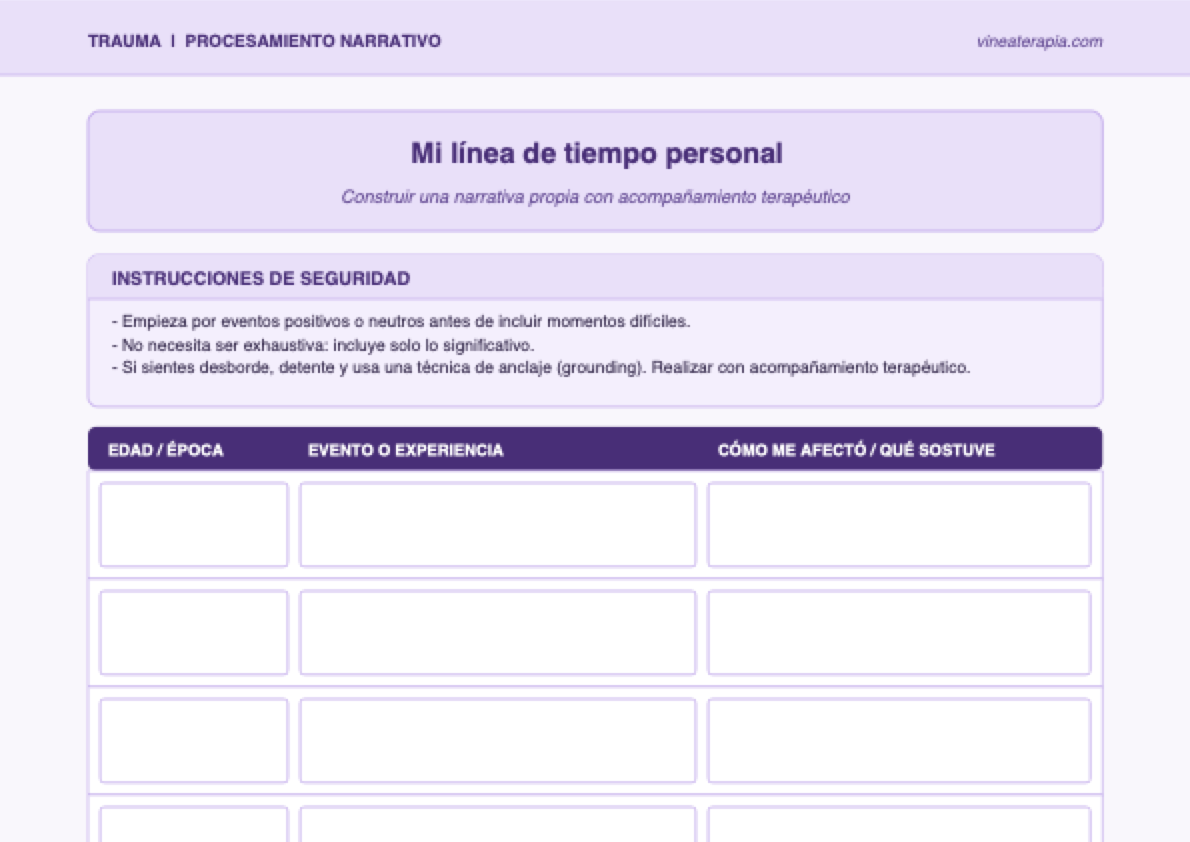 TRAUMA | PROCESAMIENTO NARRATIVO
vineaterapia.com
Mi línea de tiempo personal
Construir una narrativa propia con acompañamiento terapéutico
INSTRUCCIONES DE SEGURIDAD
- Empieza por eventos positivos o neutros antes de incluir momentos difíciles.
- No necesita ser exhaustiva: incluye solo lo significativo.
- Si sientes desborde, detente y usa una técnica de anclaje (grounding). Realizar con acompañamiento terapéutico.
EDAD / ÉPOCA
EVENTO O EXPERIENCIA
CÓMO ME AFECTÓ / QUÉ SOSTUVE